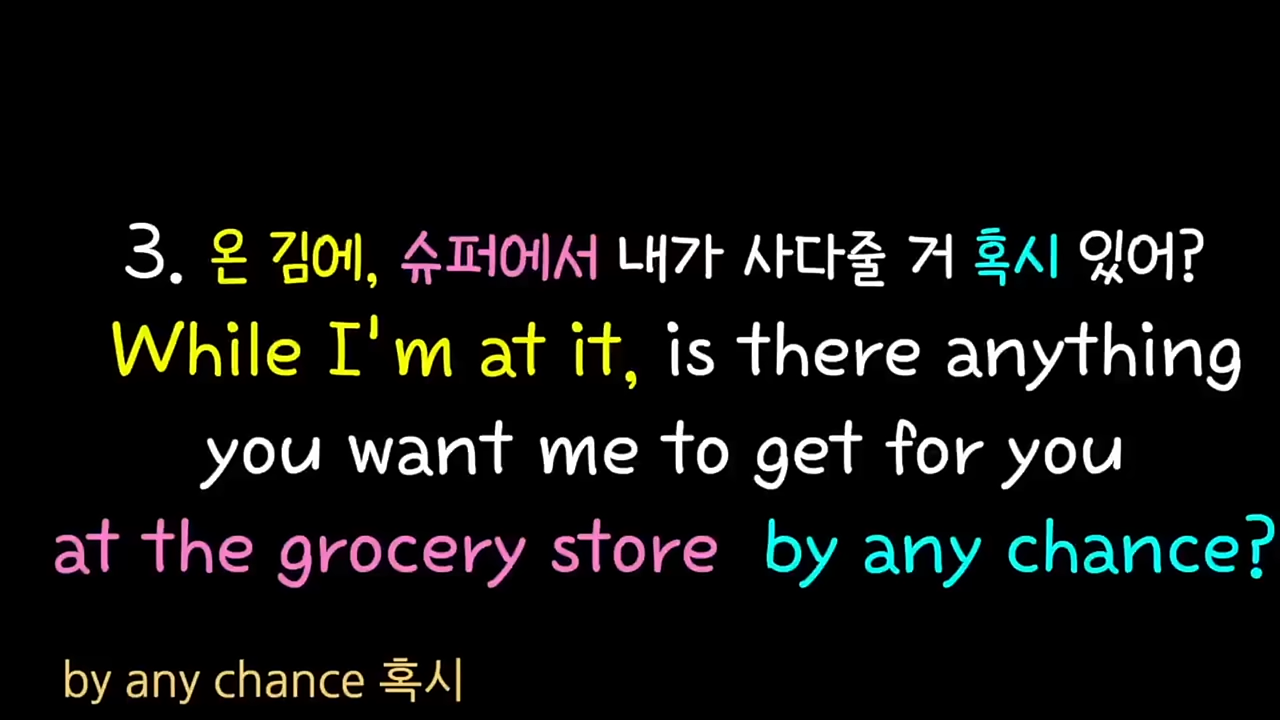 3. 온 김에, 슈퍼에서 내가 사다줄 거 혹시 있어?
While I'm at it, is there anything
you want me to get for you
at the grocery store by any chance?
by any chance 혹시